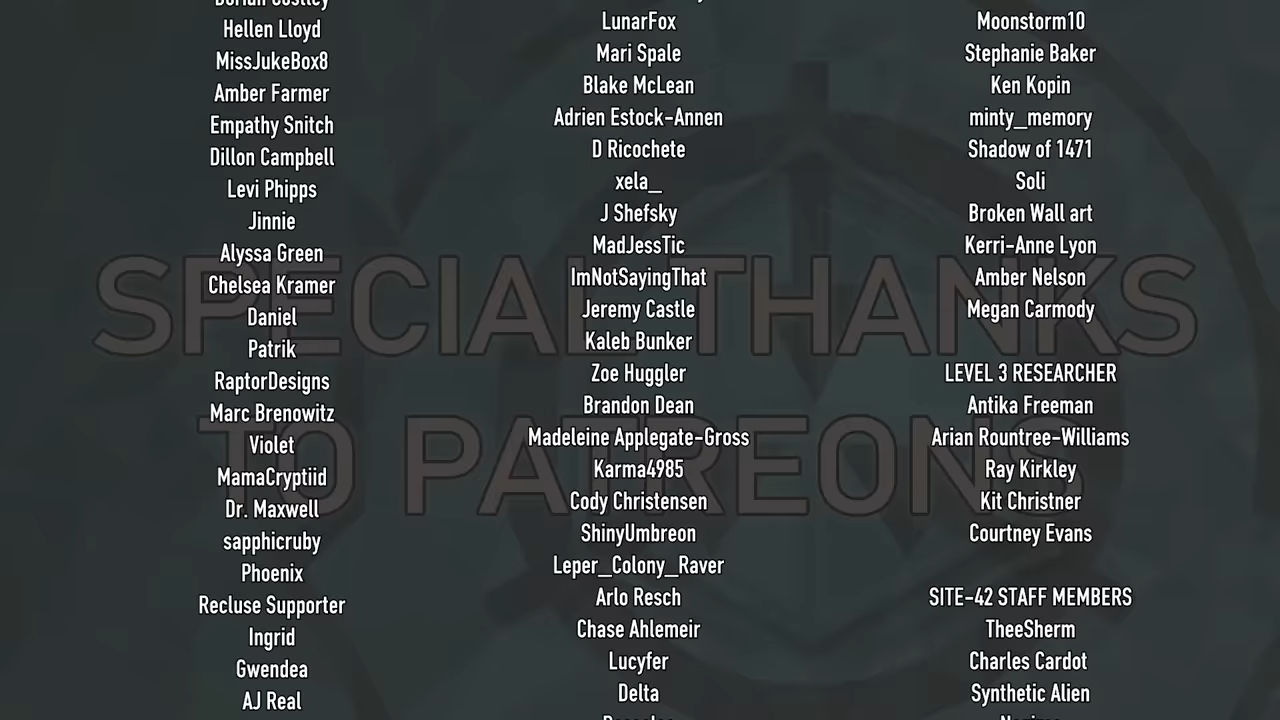 Hellen Lloyd
MissJukeBox8
Amber Farmer
Empathy Snitch
Dillon Campbell
Levi Phipps
Jinnie
Alyssa Green
Chelsea Kramer
Daniel
Patrik
RaptorDesigns
Marc Brenowitz
Violet
MamaCryptiid
Dr. Maxwell
sapphicruby
Phoenix
Recluse Supporter
Ingrid
Gwendea
AJ Real
LunarFox
Mari Spale
Blake McLean
Adrien Estock-Annen
D Ricochete
xela_
J Shefsky
MadJessTic
ImNotSayingThat
Jeremy Castle
Kaleb Bunker
Zoe Huggler
Brandon Dean
Madeleine Applegate-Gross
Karma4985
Cody Christensen
ShinyUmbreon
Leper_Colony_Raver
Arlo Resch
Chase Ahlemeir
Lucyfer
Delta
Moonstorm10
Stephanie Baker
Ken Kopin
minty_memory
Shadow of 1471
Soli
Broken Wall art
Kerri-Anne Lyon
Amber Nelson
Megan Carmody
LEVEL 3 RESEARCHER
Antika Freeman
Arian Rountree-Williams
Ray Kirkley
Kit Christner
Courtney Evans
SITE-42 STAFF MEMBERS
TheeSherm
Charles Cardot
Synthetic Alien
SPECIAL THANKS
TO PATREONS